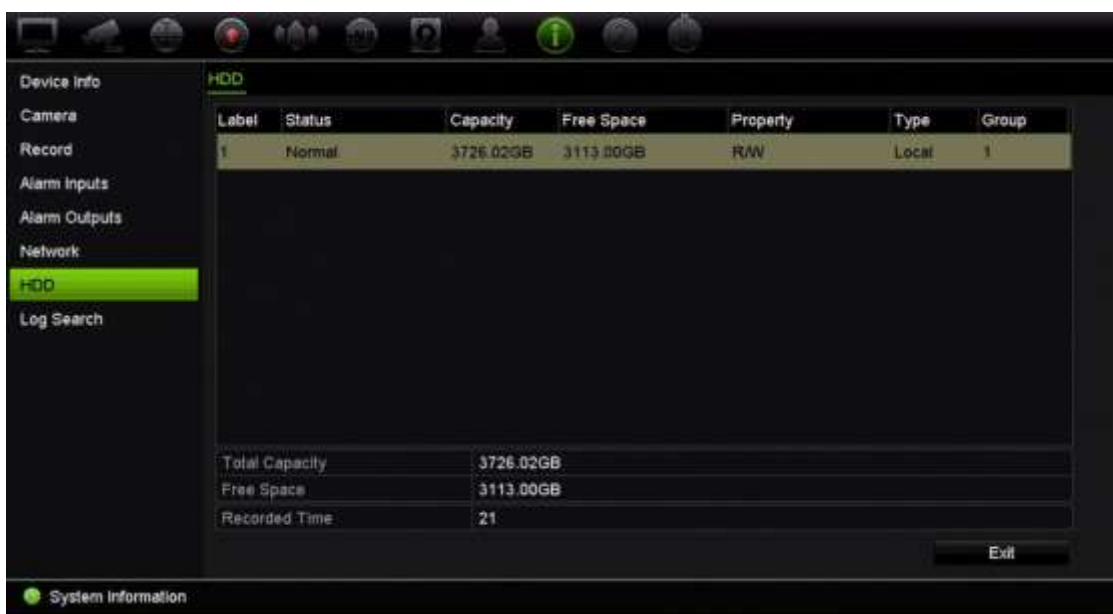 Device Info
HDD
Camera
Label Status Capacity Free Space Property Type Group
Record
1 Normal 3726.02GB 3113.00GB R/W Local 1
Alarm Inputs
Alarm Outputs
Network
HDD
Log Search
Total Capacity 3726.02GB
Free Space 3113.00GB
Recorded Time 21
Exit
System Information